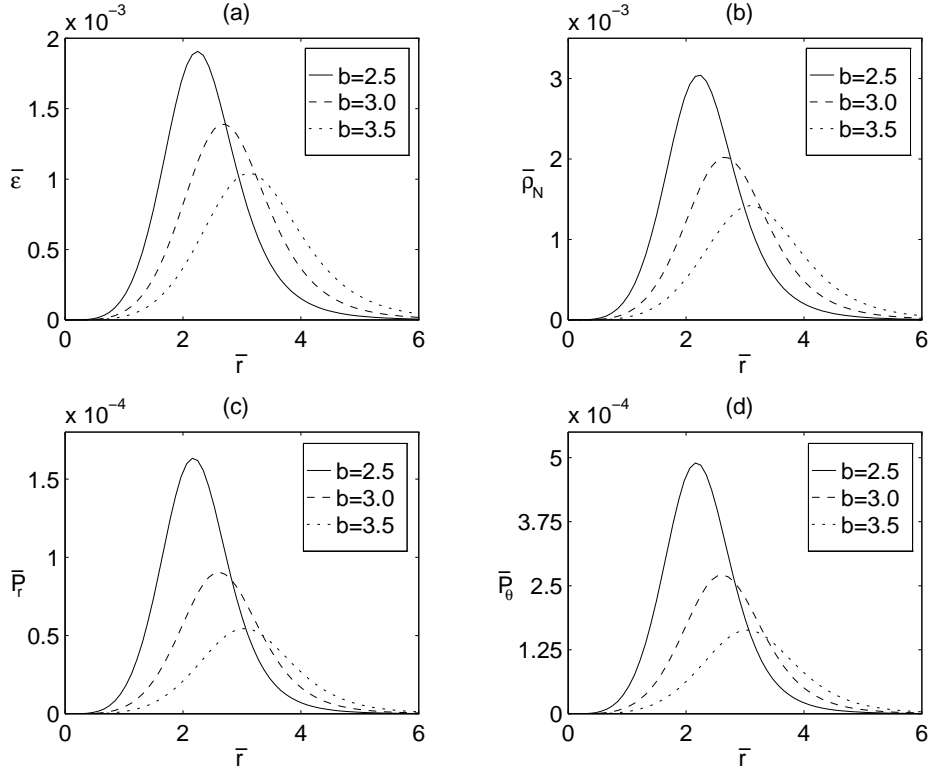 (a)
x 10⁻³
2
1.5
1
0.5
0
ε̄
0 2 4 6
r̄
b=2.5
b=3.0
b=3.5
(b)
x 10⁻³
3
2
1
0
ρ̄_N
0 2 4 6
r̄
b=2.5
b=3.0
b=3.5
(c)
x 10⁻⁴
1.5
1
0.5
0
P̄_r
0 2 4 6
r̄
b=2.5
b=3.0
b=3.5
(d)
x 10⁻⁴
5
3.75
2.5
1.25
0
P̄_θ
0 2 4 6
r̄
b=2.5
b=3.0
b=3.5